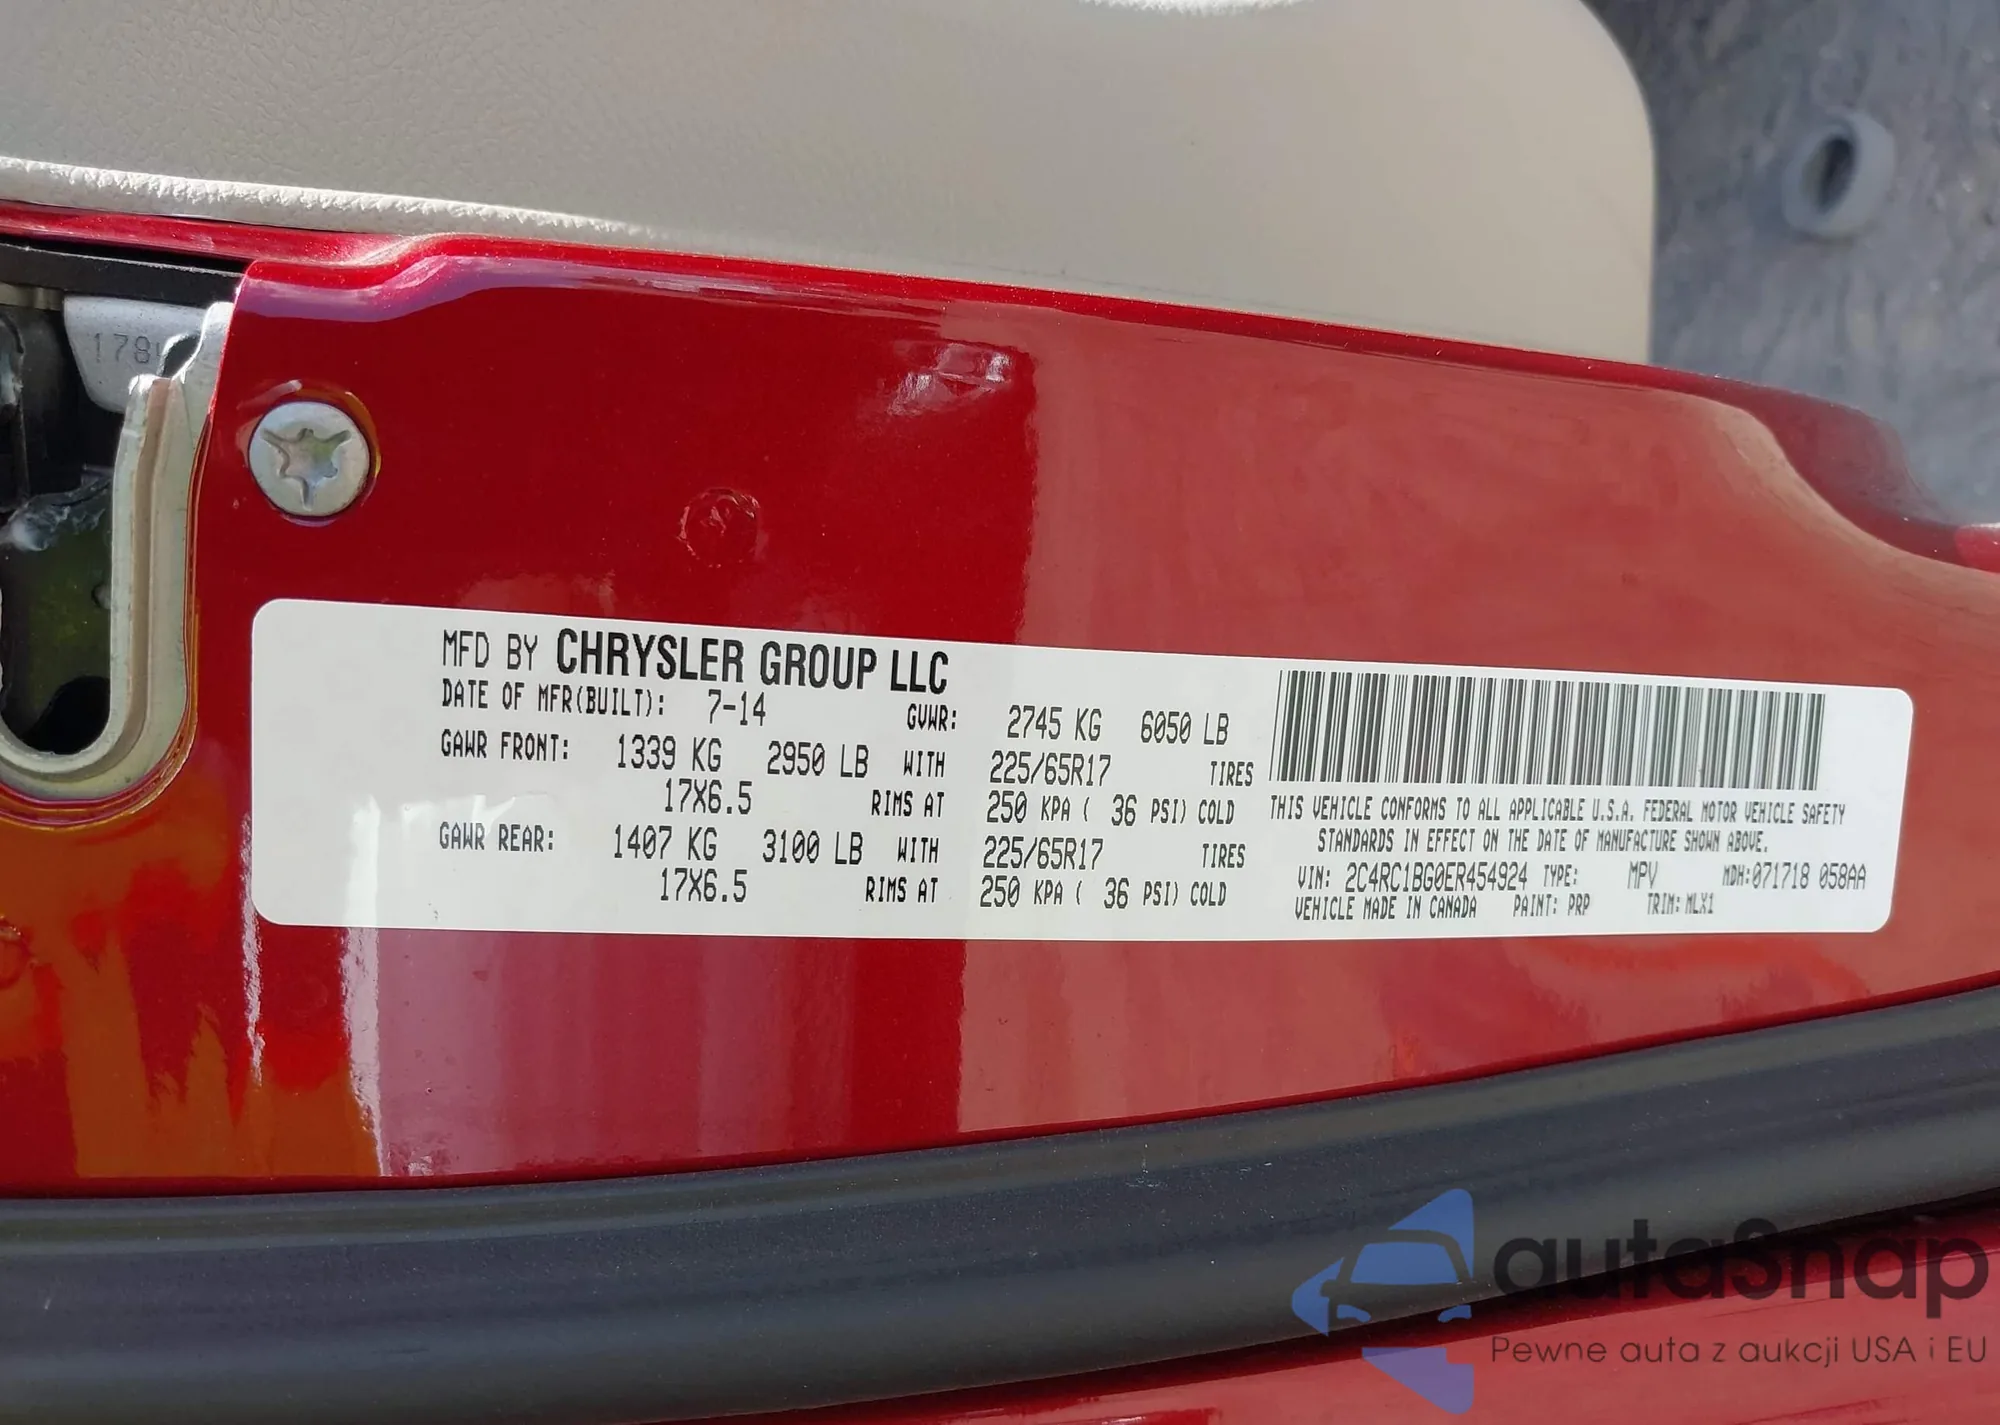 178
MFD BY CHRYSLER GROUP LLC
DATE OF MFR(BUILT): 7-14 GVWR: 2745 KG 6050 LB
GAWR FRONT: 1339 KG 2950 LB WITH 225/65R17 TIRES
17X6.5 RIMS AT 250 KPA ( 36 PSI) COLD
GAWR REAR: 1407 KG 3100 LB WITH 225/65R17 TIRES
17X6.5 RIMS AT 250 KPA ( 36 PSI) COLD
THIS VEHICLE CONFORMS TO ALL APPLICABLE U.S.A. FEDERAL MOTOR VEHICLE SAFETY
STANDARDS IN EFFECT ON THE DATE OF MANUFACTURE SHOWN ABOVE.
VIN: 2C4RC1BG0ER454924 TYPE: MPV MDH:071718 058AA
VEHICLE MADE IN CANADA PAINT: PRP TRIM: MLX1
autasnap
Pewne auta z aukcji USA i EU